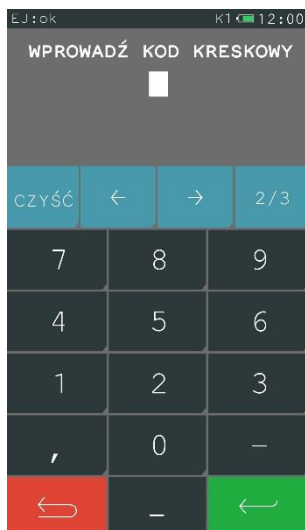 EJ:ok K1 12:00
WPROWADŹ KOD KRESKOWY
CZYŚĆ ← → 2/3
7 8 9
4 5 6
1 2 3
, 0 –
_